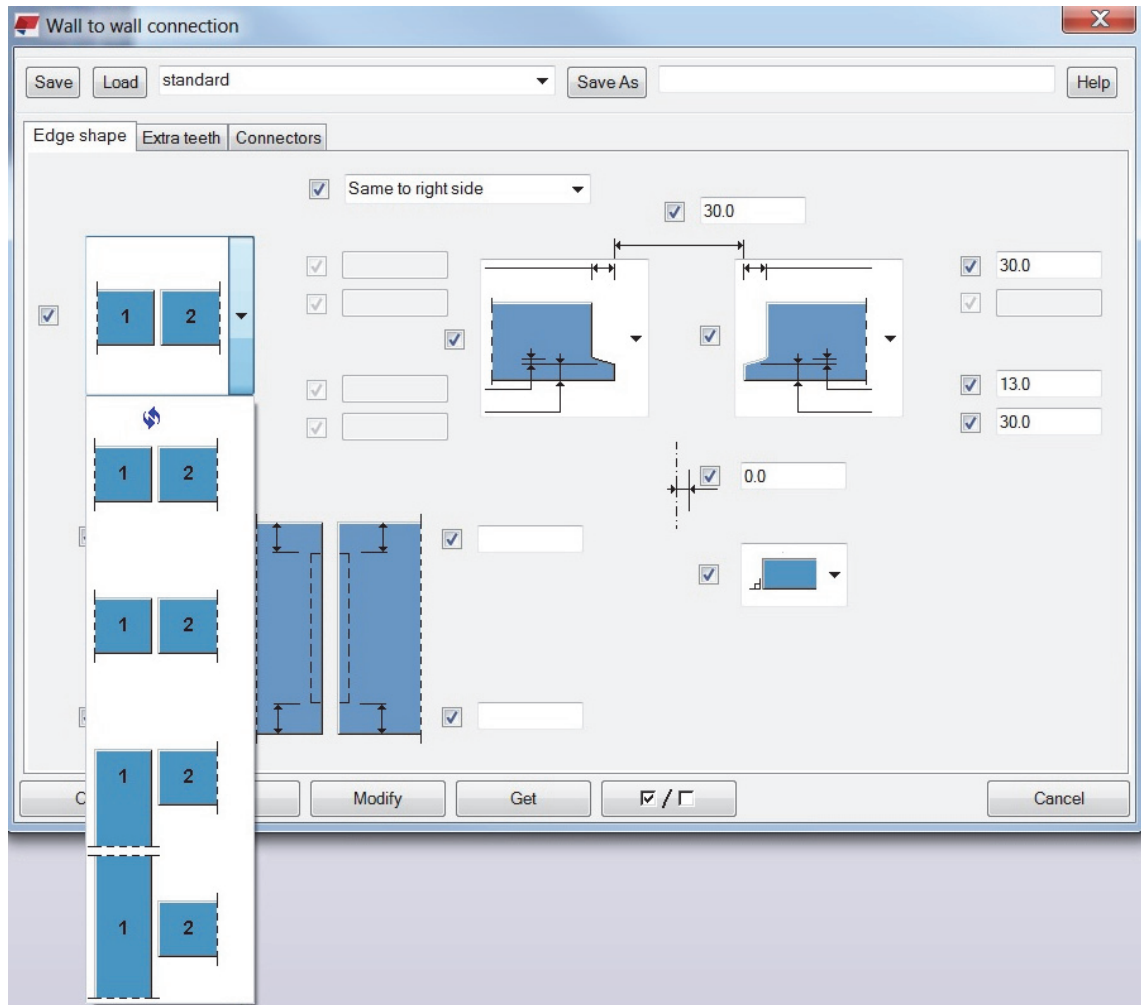 Wall to wall connection
X
Save Load standard Save As Help
Edge shape Extra teeth Connectors
Same to right side
30.0
30.0
1 2
13.0
30.0
1 2
0.0
1 2
1 2
Modify Get / Cancel
1 2